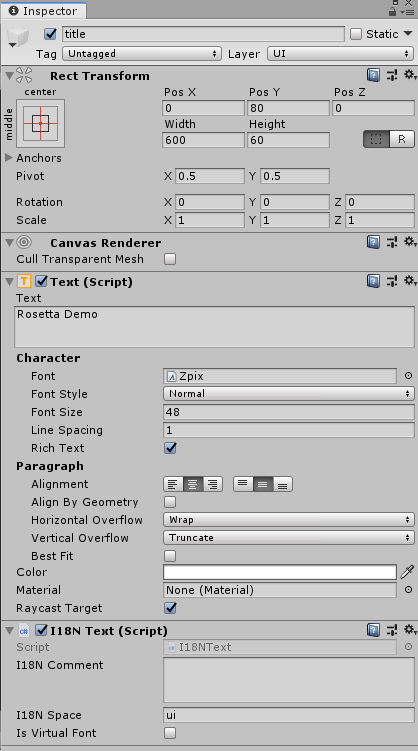 Inspector
title
Static
Tag Untagged Layer UI
Rect Transform
center
middle
Pos X Pos Y Pos Z
0 80 0
Width Height
600 60
R
Anchors
Pivot X 0.5 Y 0.5
Rotation X 0 Y 0 Z 0
Scale X 1 Y 1 Z 1
Canvas Renderer
Cull Transparent Mesh
Text (Script)
Text
Rosetta Demo
Character
Font Zpix
Font Style Normal
Font Size 48
Line Spacing 1
Rich Text
Paragraph
Alignment
Align By Geometry
Horizontal Overflow Wrap
Vertical Overflow Truncate
Best Fit
Color
Material None (Material)
Raycast Target
I18N Text (Script)
Script I18NText
I18N Comment
I18N Space ui
Is Virtual Font